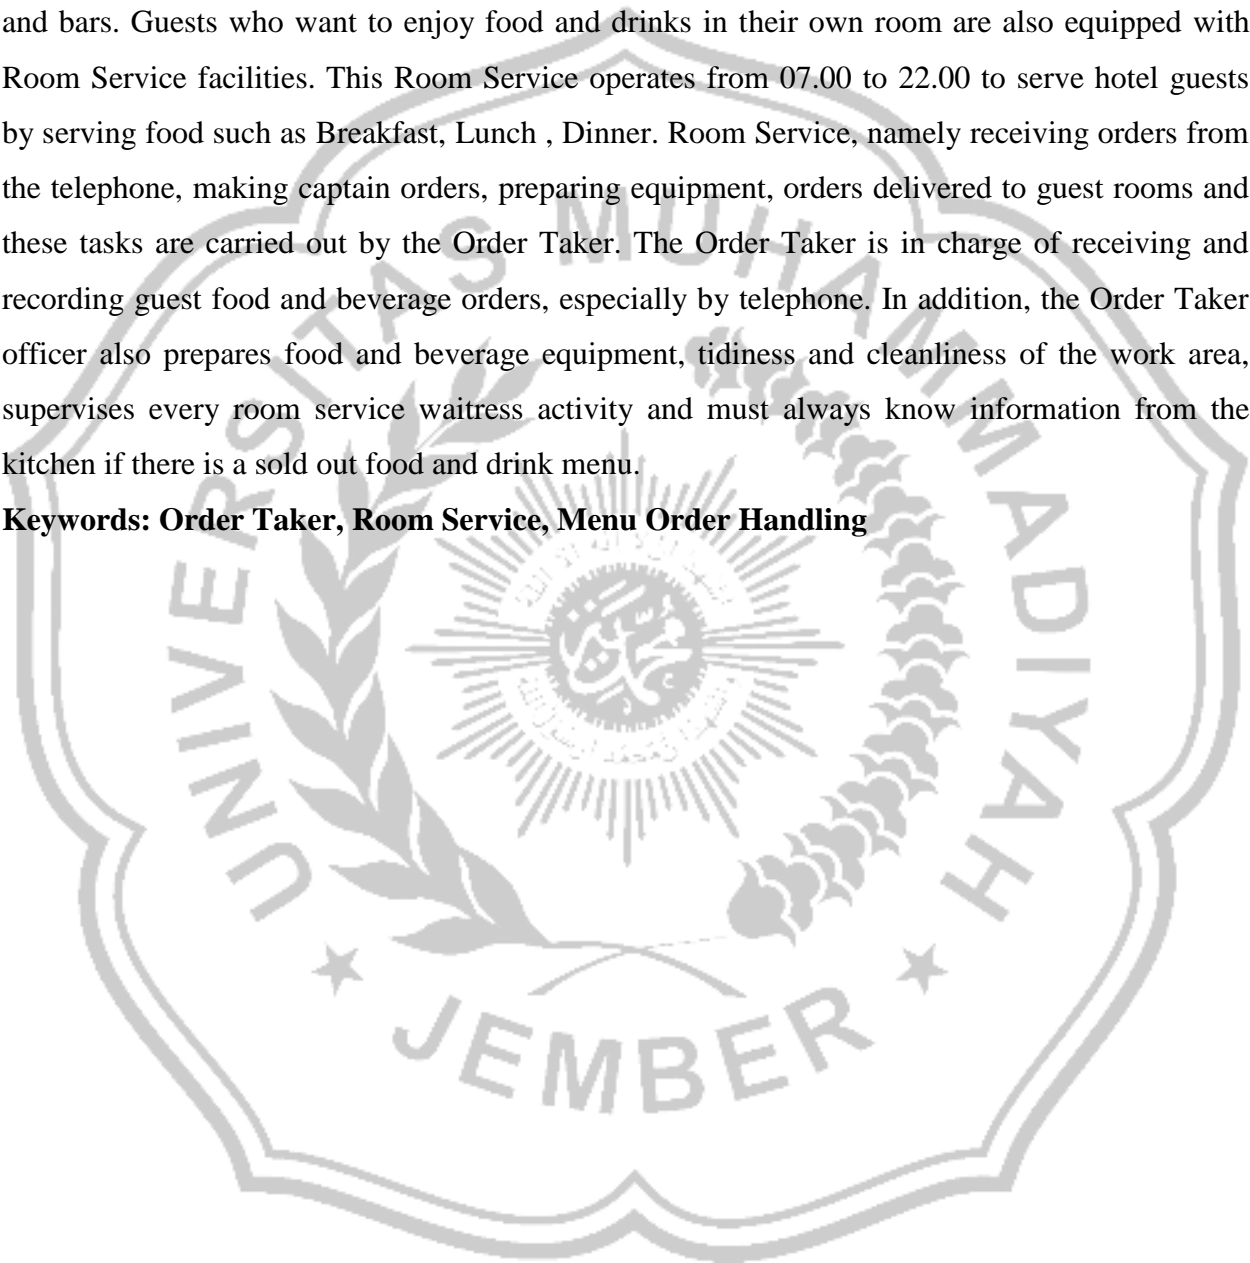 and bars. Guests who want to enjoy food and drinks in their own room are also equipped with
Room Service facilities. This Room Service operates from 07.00 to 22.00 to serve hotel guests
by serving food such as Breakfast, Lunch , Dinner. Room Service, namely receiving orders from
the telephone, making captain orders, preparing equipment, orders delivered to guest rooms and
these tasks are carried out by the Order Taker. The Order Taker is in charge of receiving and
recording guest food and beverage orders, especially by telephone. In addition, the Order Taker
officer also prepares food and beverage equipment, tidiness and cleanliness of the work area,
supervises every room service waitress activity and must always know information from the
kitchen if there is a sold out food and drink menu.
Keywords: Order Taker, Room Service, Menu Order Handling
UNIVERSITAS MUHAMMADIYAH
JEMBER